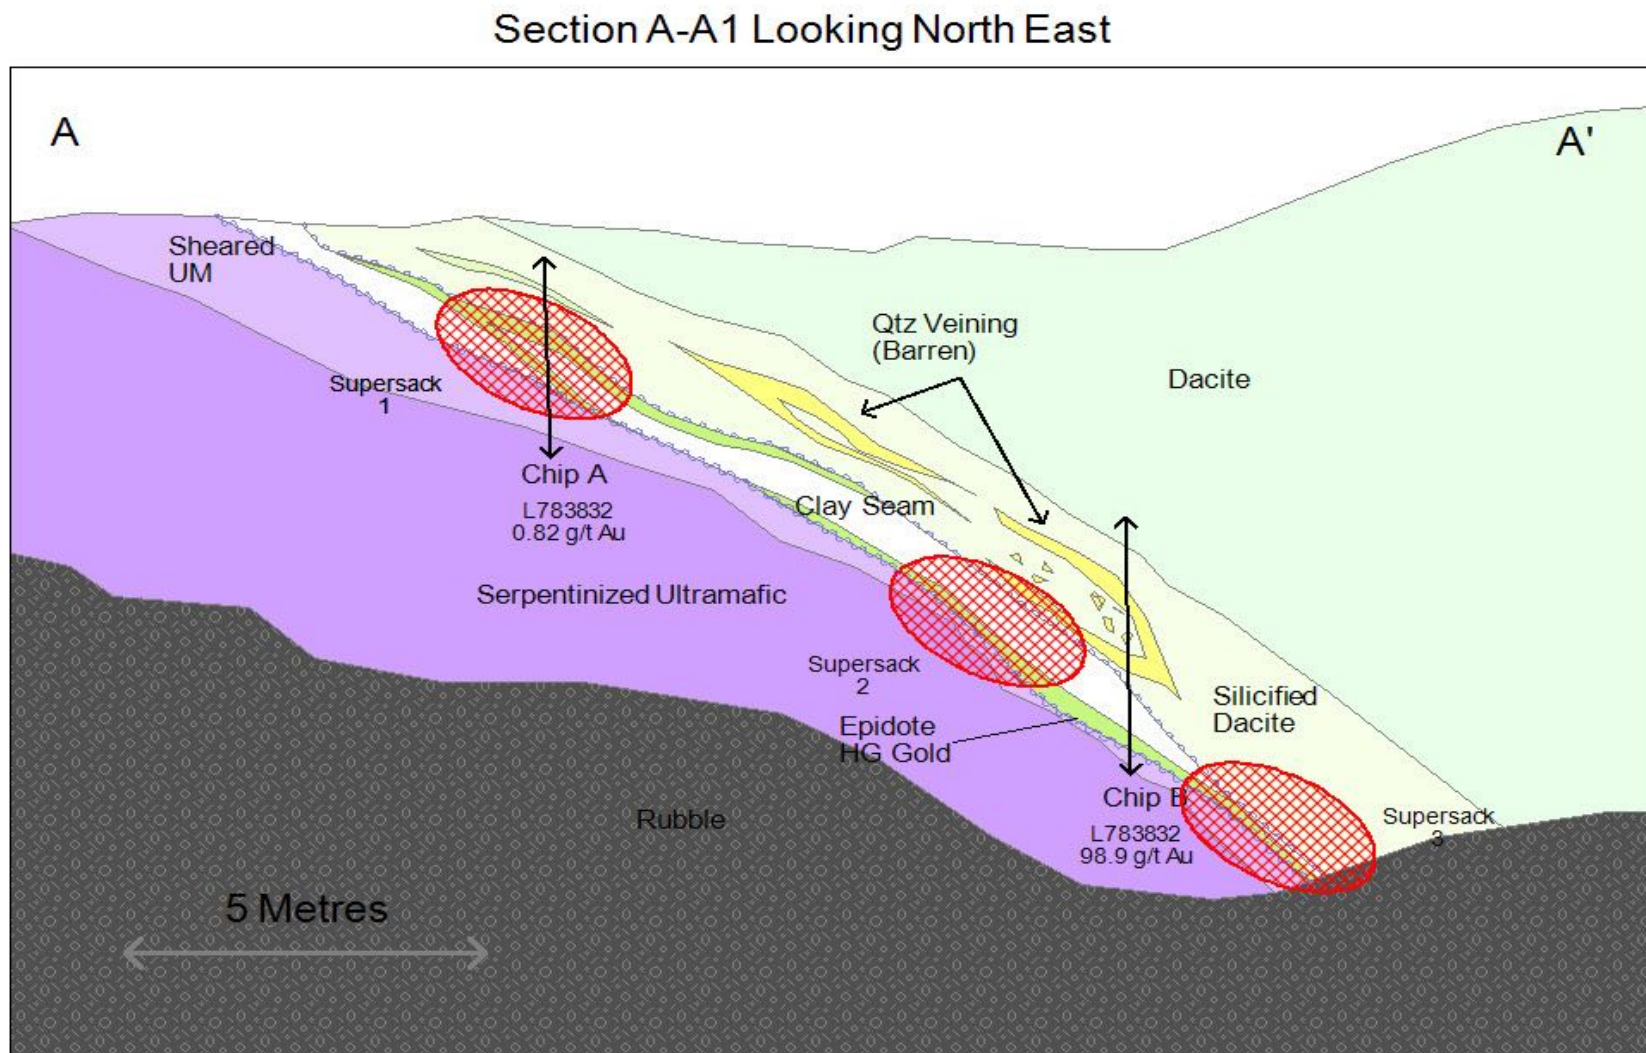 Section A-A1 Looking North East
A
A'
Sheared
UM
Qtz Veining
(Barren)
Dacite
Supersack
1
Chip A
L783832
0.82 g/t Au
Clay Seam
Serpentinized Ultramafic
Supersack
2
Epidote
HG Gold
Silicified
Dacite
Chip B
L783832
98.9 g/t Au
Supersack
3
Rubble
5 Metres